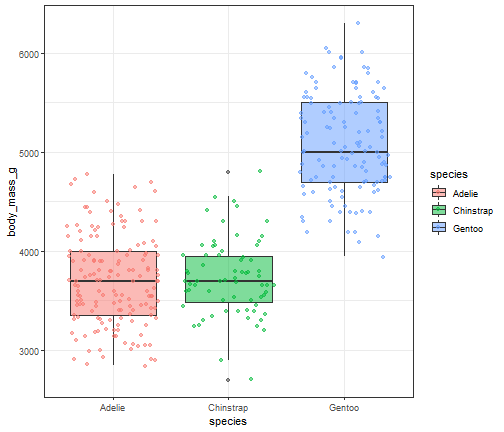 body_mass_g
6000
5000
4000
3000
Adelie
Chinstrap
Gentoo
species
species
Adelie
Chinstrap
Gentoo